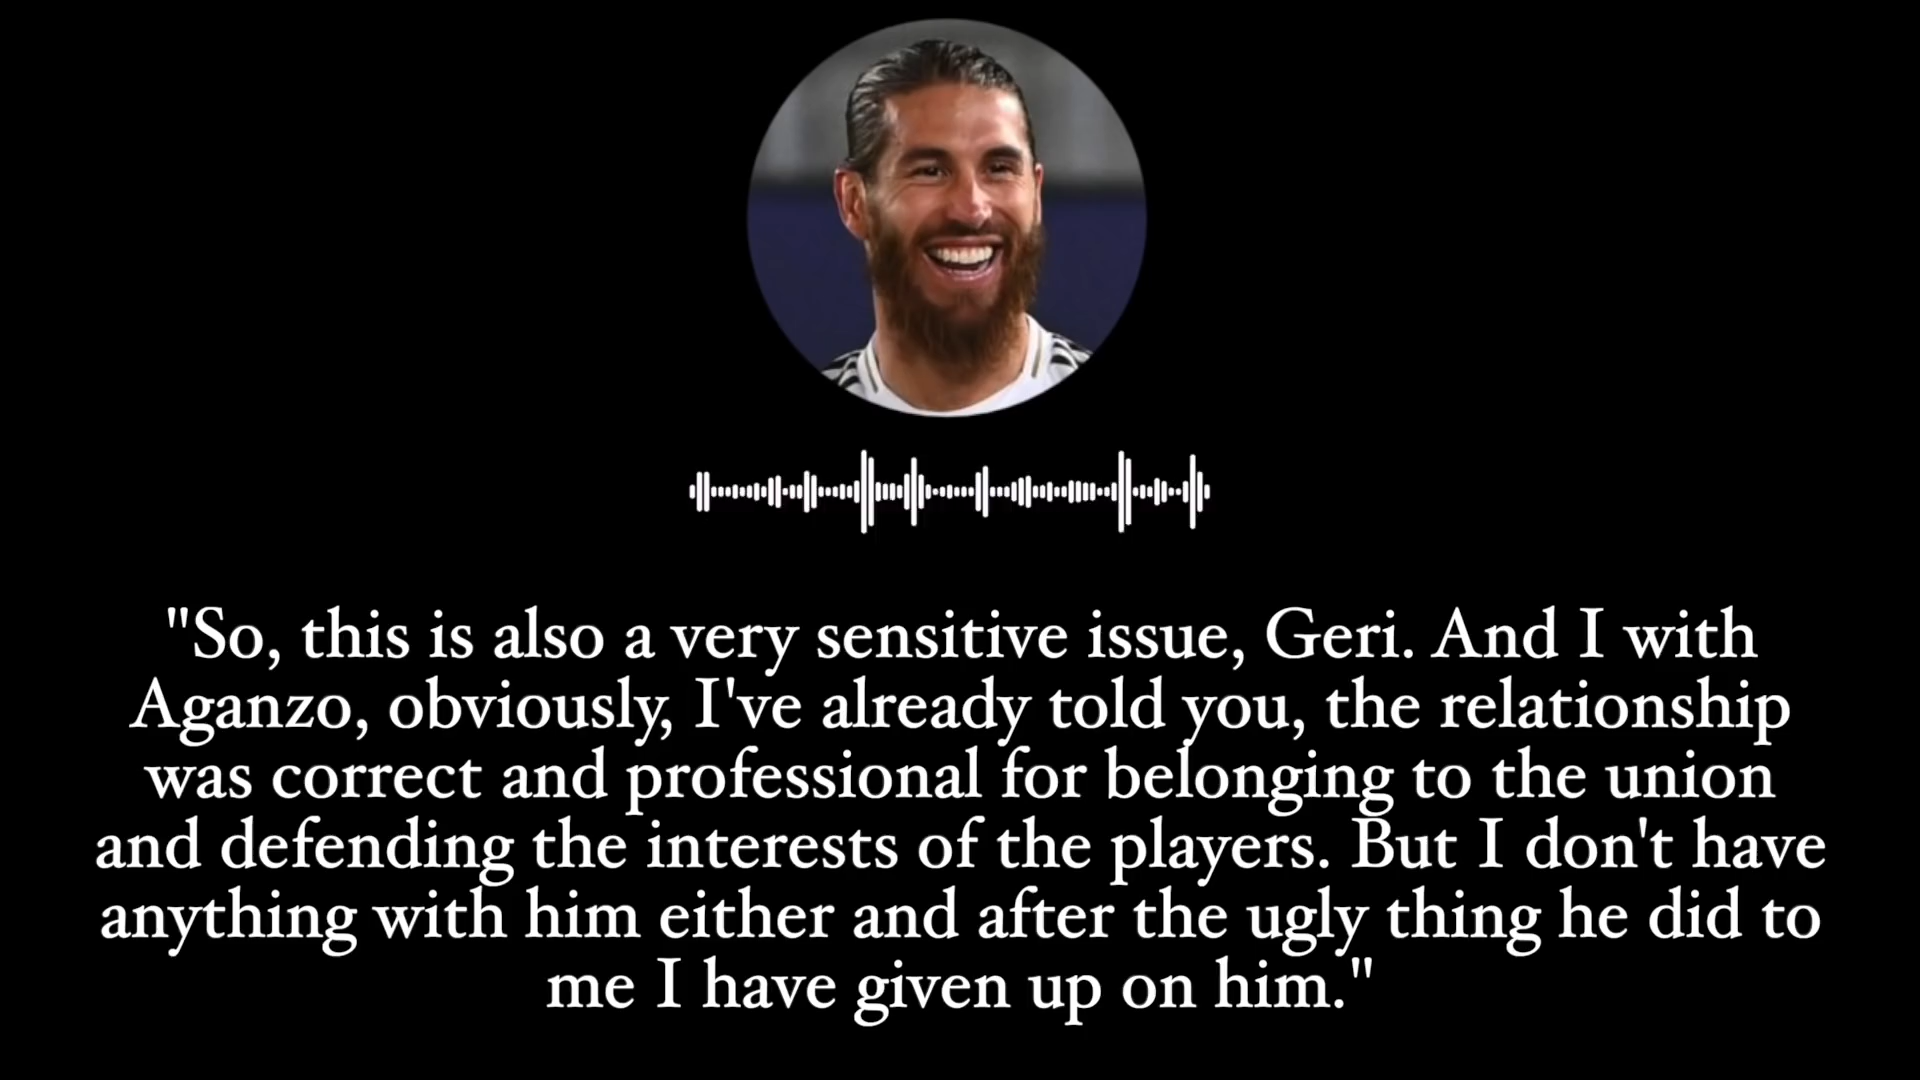 "So, this is also a very sensitive issue, Geri. And I with
Aganzo, obviously, I've already told you, the relationship
was correct and professional for belonging to the union
and defending the interests of the players. But I don't have
anything with him either and after the ugly thing he did to
me I have given up on him."